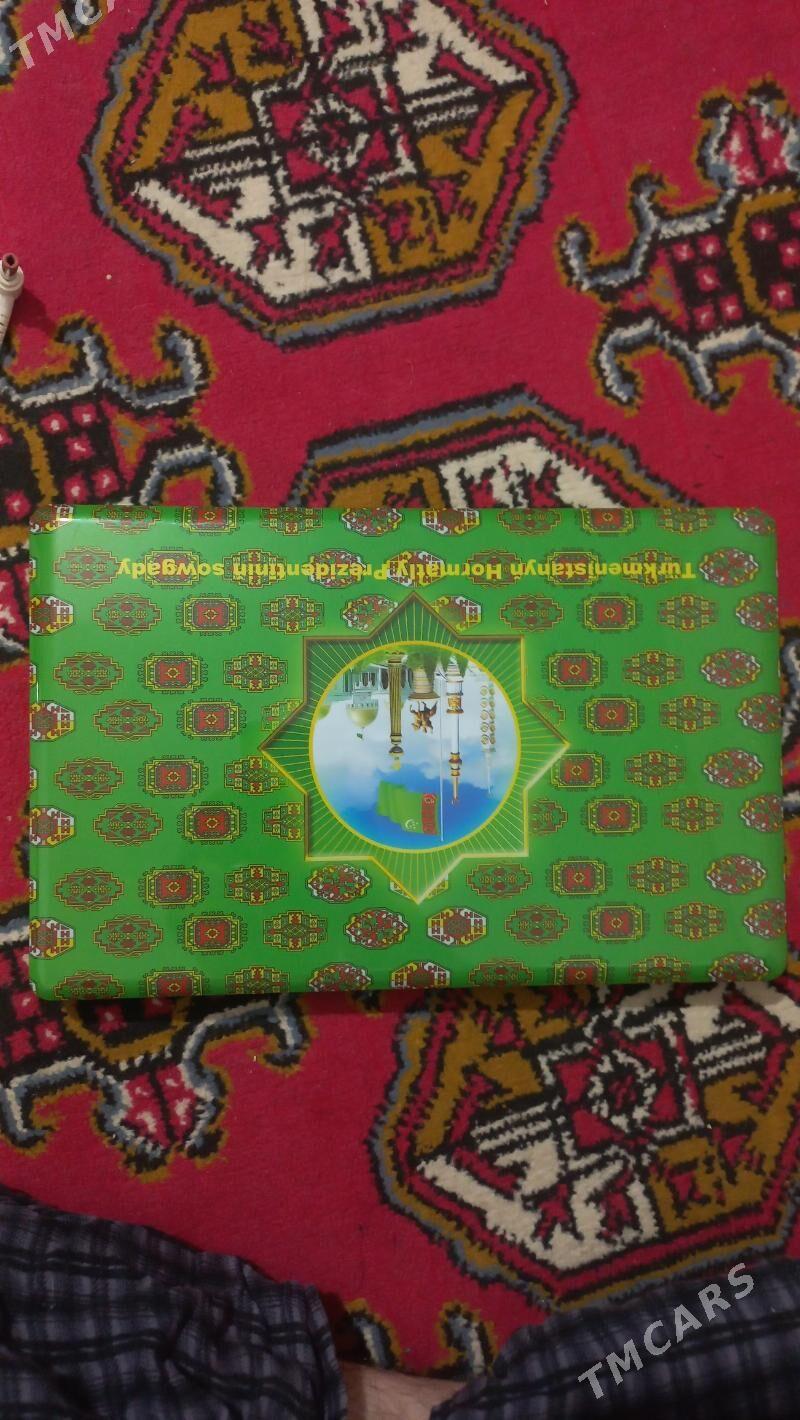 TMCARS
Türkmenistanyň Hormatly Prezidentiniň sowgady
TMCARS